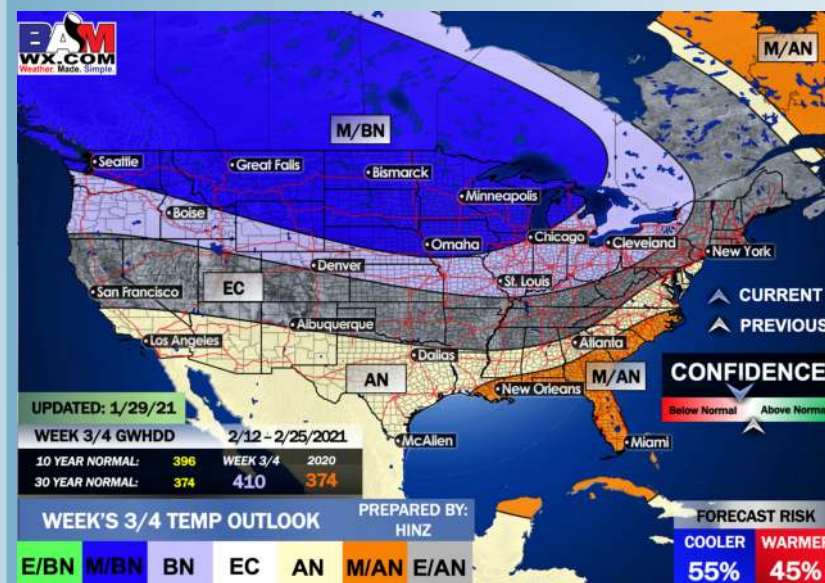 BAM
WX.COM
Weather. Made. Simple.
M/AN
M/BN
Seattle
Great Falls
Bismarck
Minneapolis
Boise
Omaha
Chicago
Cleveland
New York
Denver
St. Louis
EC
San Francisco
CURRENT
PREVIOUS
Albuquerque
Los Angeles
Dallas
Atlanta
AN
M/AN
New Orleans
CONFIDENCE
Below Normal
Above Norma
McAllen
Miami
UPDATED: 1/29/21
WEEK 3/4 GWHDD 2/12 - 2/25/2021
10 YEAR NORMAL: 396 WEEK 3/4 2020
30 YEAR NORMAL: 374 410 374
WEEK'S 3/4 TEMP OUTLOOK
PREPARED BY:
HINZ
FORECAST RISK
COOLER WARMER
55% 45%
E/BN M/BN BN EC AN M/AN E/AN